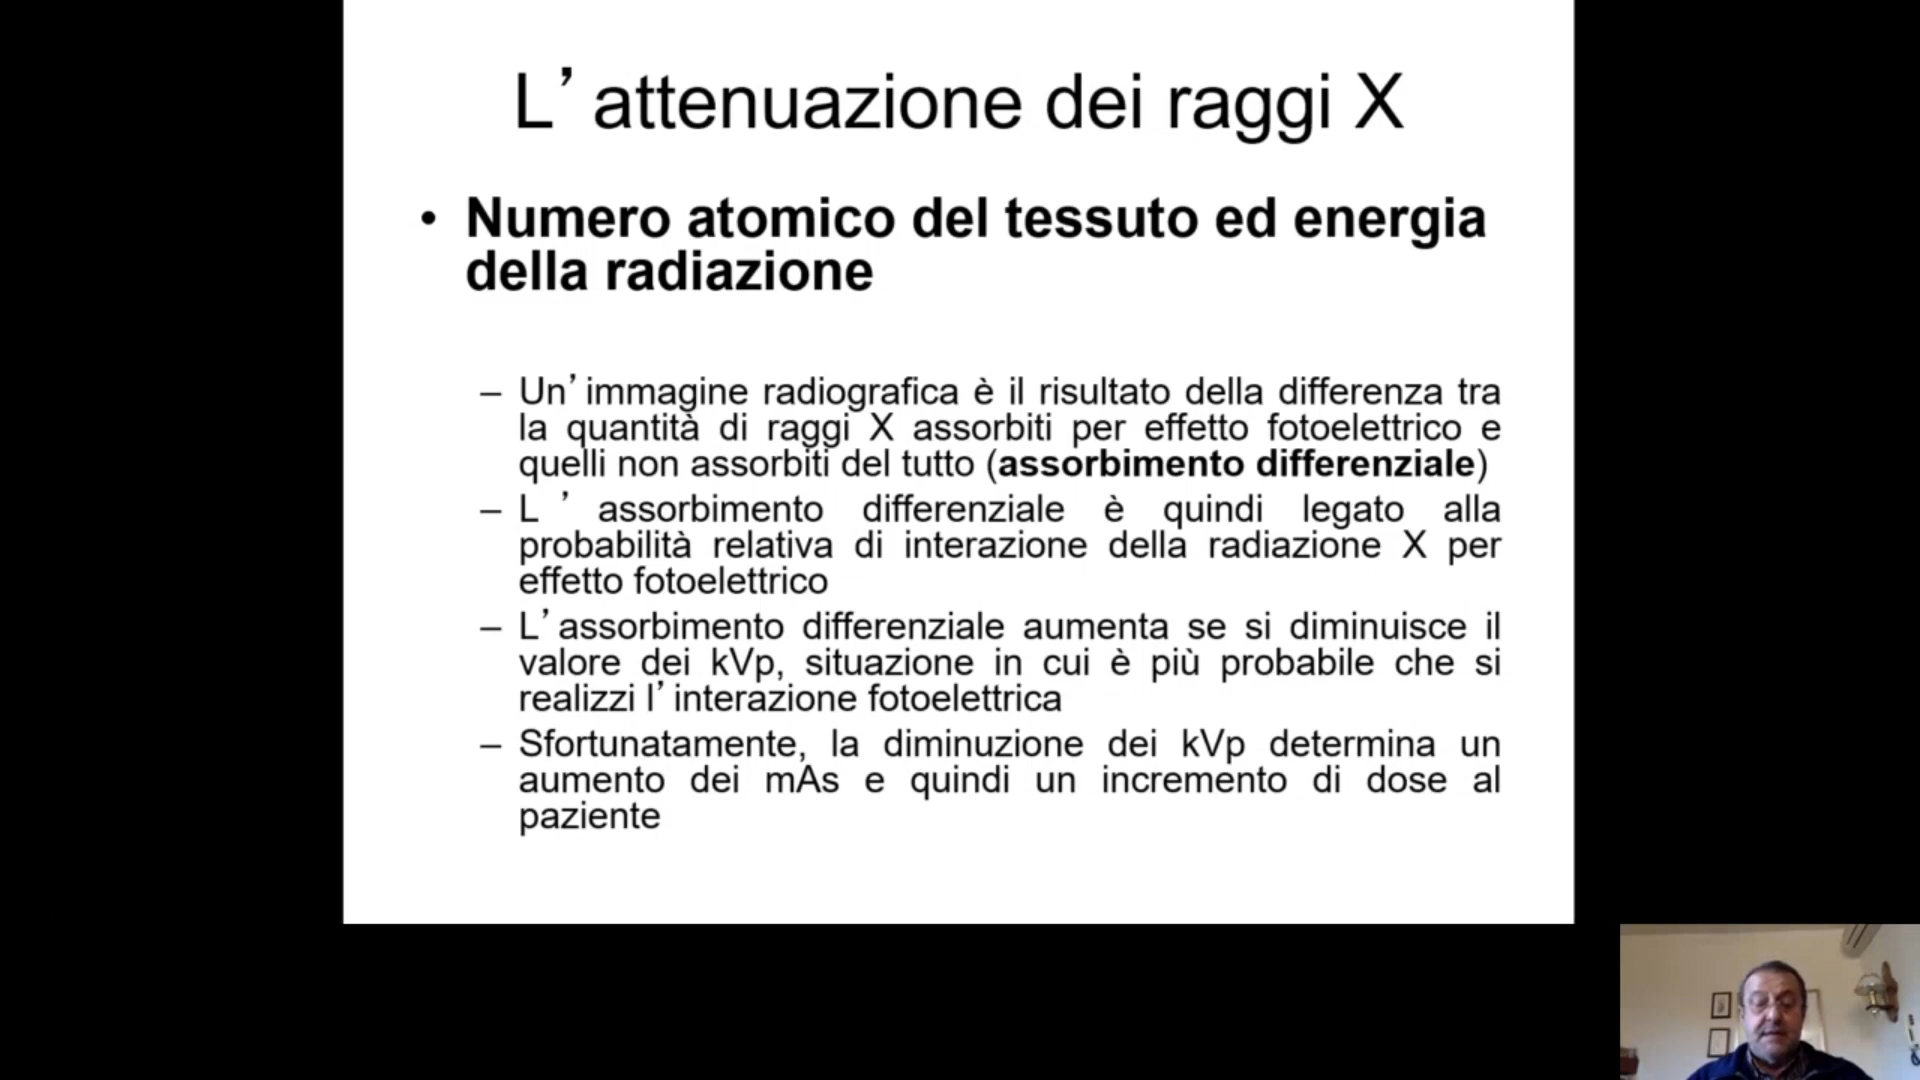 L’ attenuazione dei raggi X
• Numero atomico del tessuto ed energia
della radiazione
– Un’ immagine radiografica è il risultato della differenza tra
la quantità di raggi X assorbiti per effetto fotoelettrico e
quelli non assorbiti del tutto (assorbimento differenziale)
– L ’ assorbimento differenziale è quindi legato alla
probabilità relativa di interazione della radiazione X per
effetto fotoelettrico
– L’ assorbimento differenziale aumenta se si diminuisce il
valore dei kVp, situazione in cui è più probabile che si
realizzi l’ interazione fotoelettrica
– Sfortunatamente, la diminuzione dei kVp determina un
aumento dei mAs e quindi un incremento di dose al
paziente